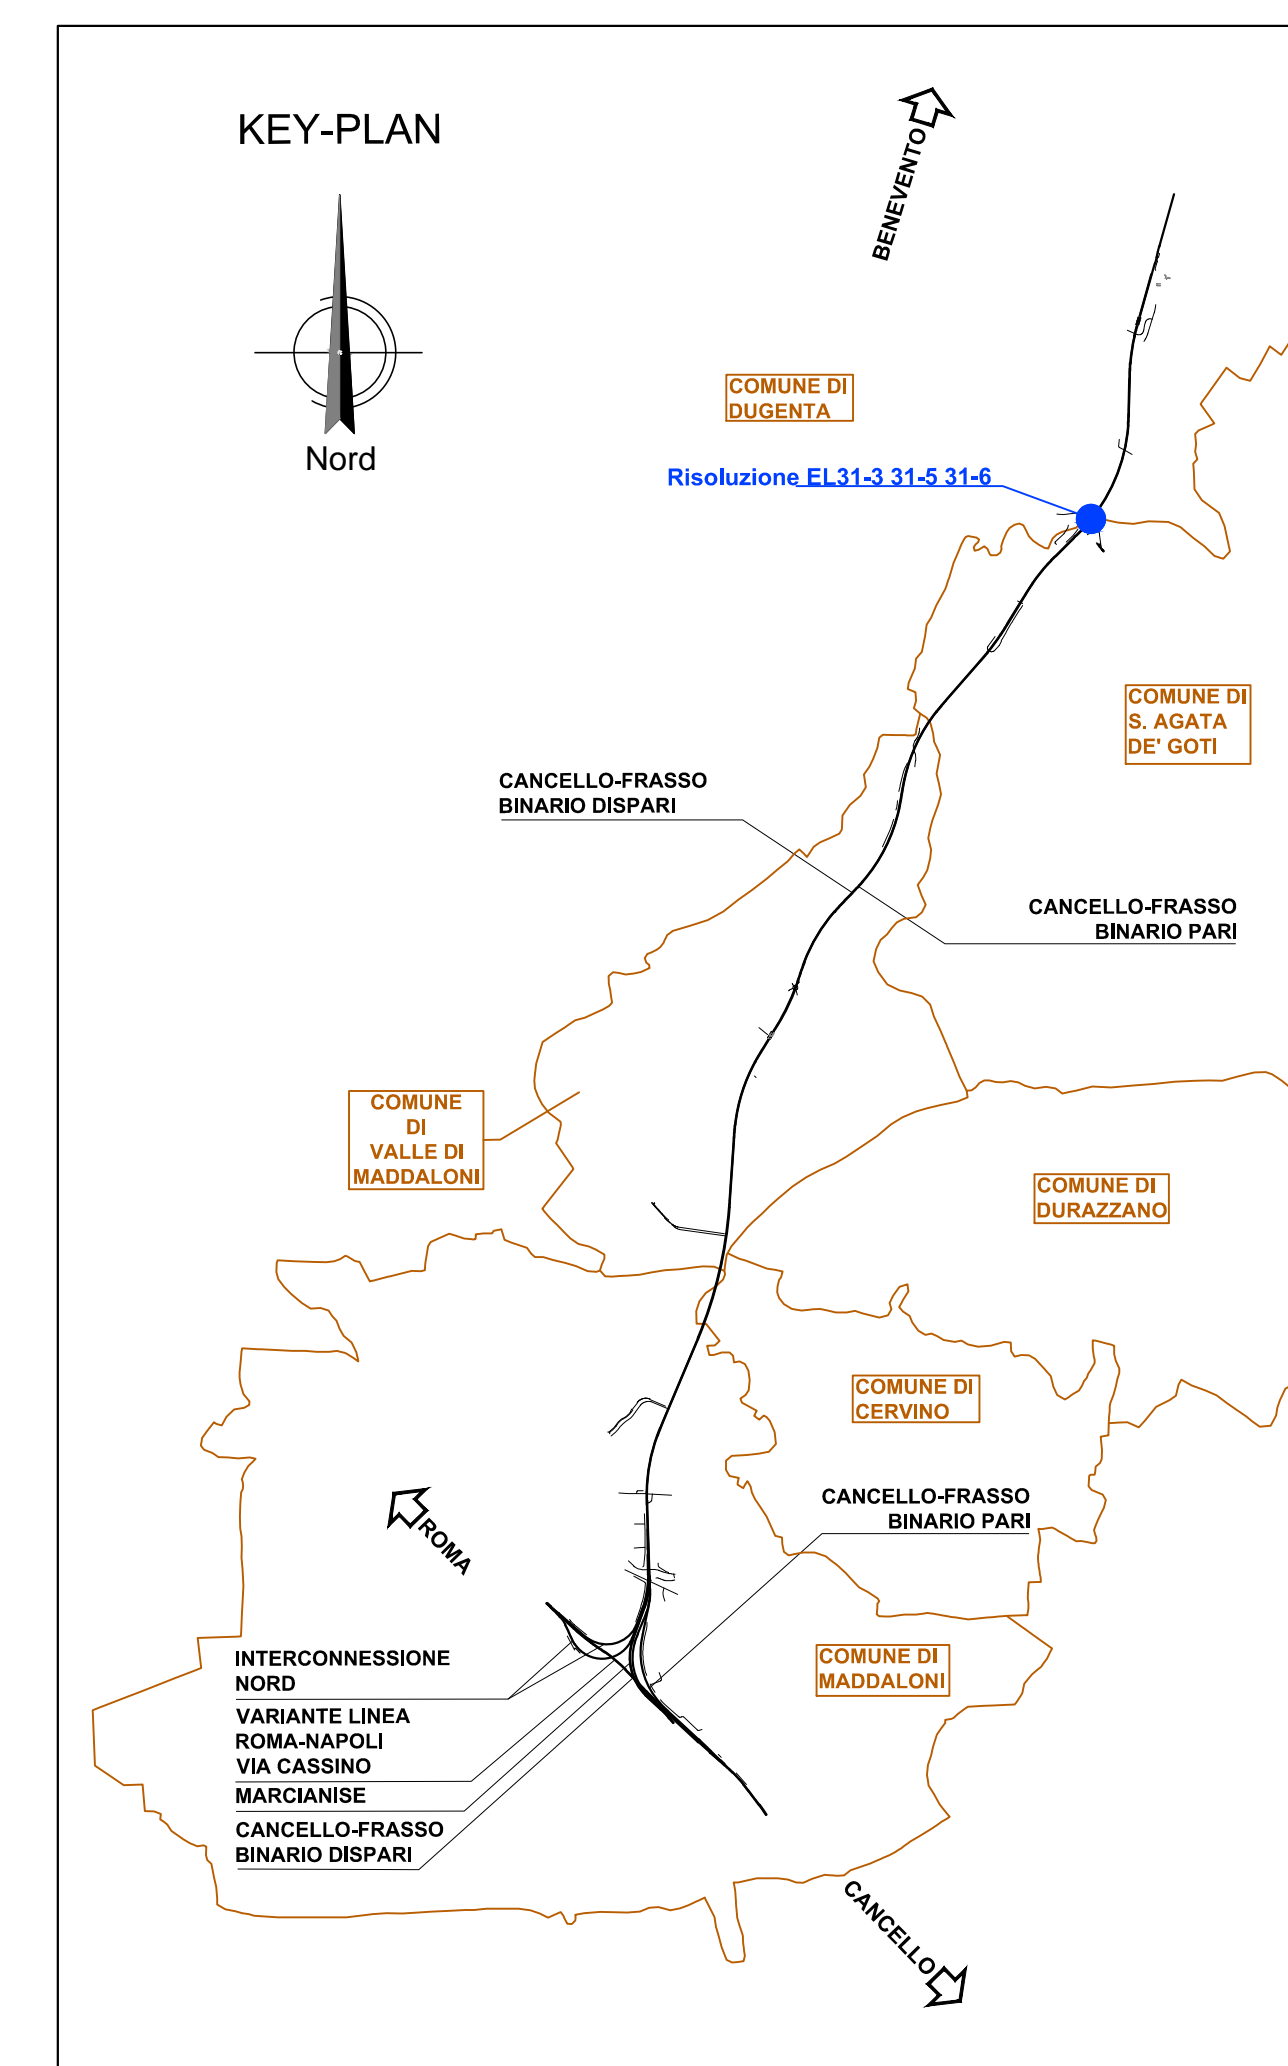 KEY-PLAN
BENEVENTO
Nord
COMUNE DI
DUGENTA
Risoluzione EL31-3 31-5 31-6
COMUNE DI
S. AGATA
DE' GOTI
CANCELLO-FRASSO
BINARIO DISPARI
CANCELLO-FRASSO
BINARIO PARI
COMUNE
DI
VALLE DI
MADDALONI
COMUNE DI
DURAZZANO
COMUNE DI
CERVINO
CANCELLO-FRASSO
BINARIO PARI
ROMA
COMUNE DI
MADDALONI
INTERCONNESSIONE
NORD
VARIANTE LINEA
ROMA-NAPOLI
VIA CASSINO
MARCIANISE
CANCELLO-FRASSO
BINARIO DISPARI
CANCELLO